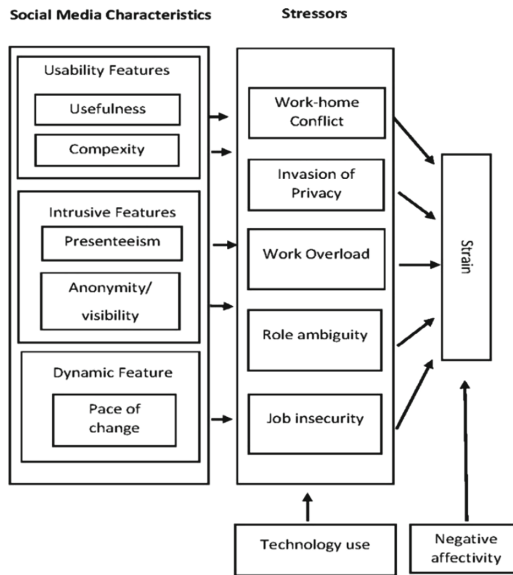 Social Media Characteristics
Usability Features
Usefulness
Compexity
Intrusive Features
Presenteeism
Anonymity/
visibility
Dynamic Feature
Pace of
change
Stressors
Work-home
Conflict
Invasion of
Privacy
Work Overload
Role ambiguity
Job insecurity
Strain
Technology use
Negative
affectivity